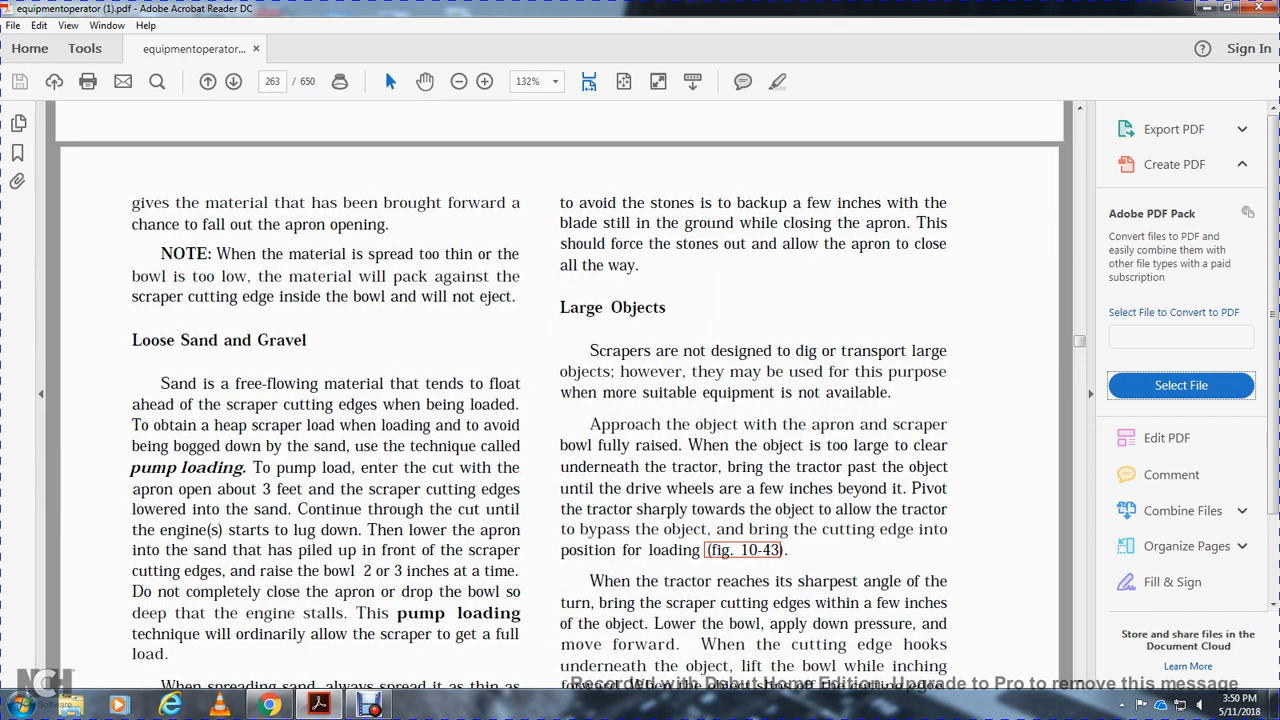 equipmentoperator (1).pdf - Adobe Acrobat Reader DC
File Edit View Window Help
Home Tools equipmentoperator... × Sign In
263 / 650 132%
gives the material that has been brought forward a
chance to fall out the apron opening.
NOTE: When the material is spread too thin or the
bowl is too low, the material will pack against the
scraper cutting edge inside the bowl and will not eject.
Loose Sand and Gravel
Sand is a free-flowing material that tends to float
ahead of the scraper cutting edges when being loaded.
To obtain a heap scraper load when loading and to avoid
being bogged down by the sand, use the technique called
pump loading. To pump load, enter the cut with the
apron open about 3 feet and the scraper cutting edges
lowered into the sand. Continue through the cut until
the engine(s) starts to lug down. Then lower the apron
into the sand that has piled up in front of the scraper
cutting edges, and raise the bowl 2 or 3 inches at a time.
Do not completely close the apron or drop the bowl so
deep that the engine stalls. This pump loading
technique will ordinarily allow the scraper to get a full
load.
When spreading sand, always spread it as thin as
to avoid the stones is to backup a few inches with the
blade still in the ground while closing the apron. This
should force the stones out and allow the apron to close
all the way.
Large Objects
Scrapers are not designed to dig or transport large
objects; however, they may be used for this purpose
when more suitable equipment is not available.
Approach the object with the apron and scraper
bowl fully raised. When the object is too large to clear
underneath the tractor, bring the tractor past the object
until the drive wheels are a few inches beyond it. Pivot
the tractor sharply towards the object to allow the tractor
to bypass the object, and bring the cutting edge into
position for loading (fig. 10-43).
When the tractor reaches its sharpest angle of the
turn, bring the scraper cutting edges within a few inches
of the object. Lower the bowl, apply down pressure, and
move forward. When the cutting edge hooks
underneath the object, lift the bowl while inching
Export PDF
Create PDF
Adobe PDF Pack
Convert files to PDF and
easily combine them with
other file types with a paid
subscription
Select File to Convert to PDF
Select File
Edit PDF
Comment
Combine Files
Organize Pages
Fill & Sign
Store and share files in the
Document Cloud
Learn More
NCH
Software
Recorded with Debut Home Edition. Upgrade to Pro to remove this message
3:50 PM
5/11/2018